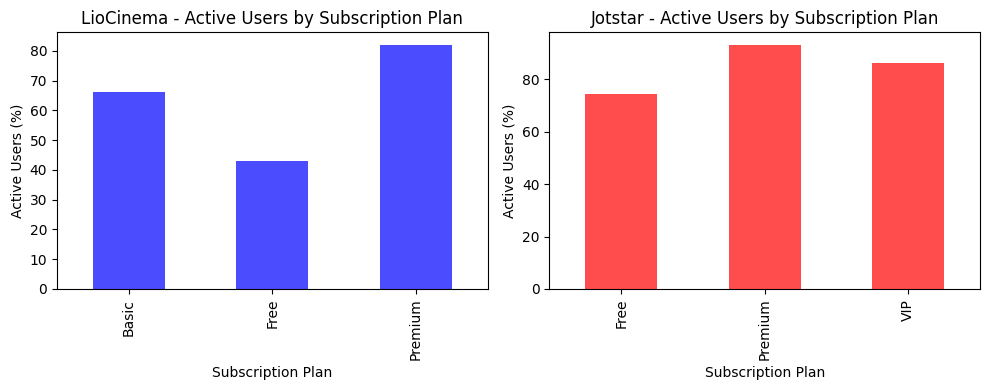 LioCinema - Active Users by Subscription Plan
Active Users (%)
80
70
60
50
40
30
20
10
0
Basic
Free
Premium
Subscription Plan
Jotstar - Active Users by Subscription Plan
Active Users (%)
80
60
40
20
0
Free
Premium
VIP
Subscription Plan